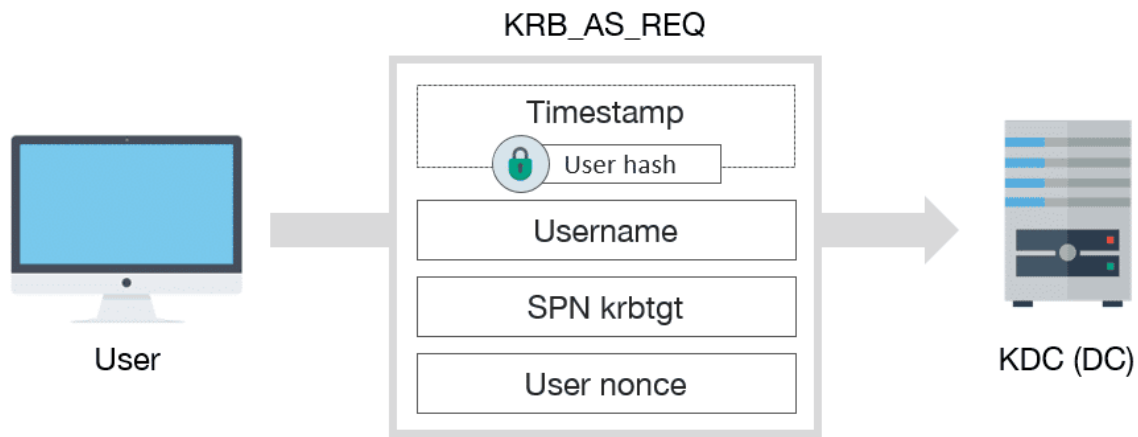 KRB_AS_REQ
Timestamp
User hash
Username
SPN krbtgt
User nonce
User
KDC (DC)